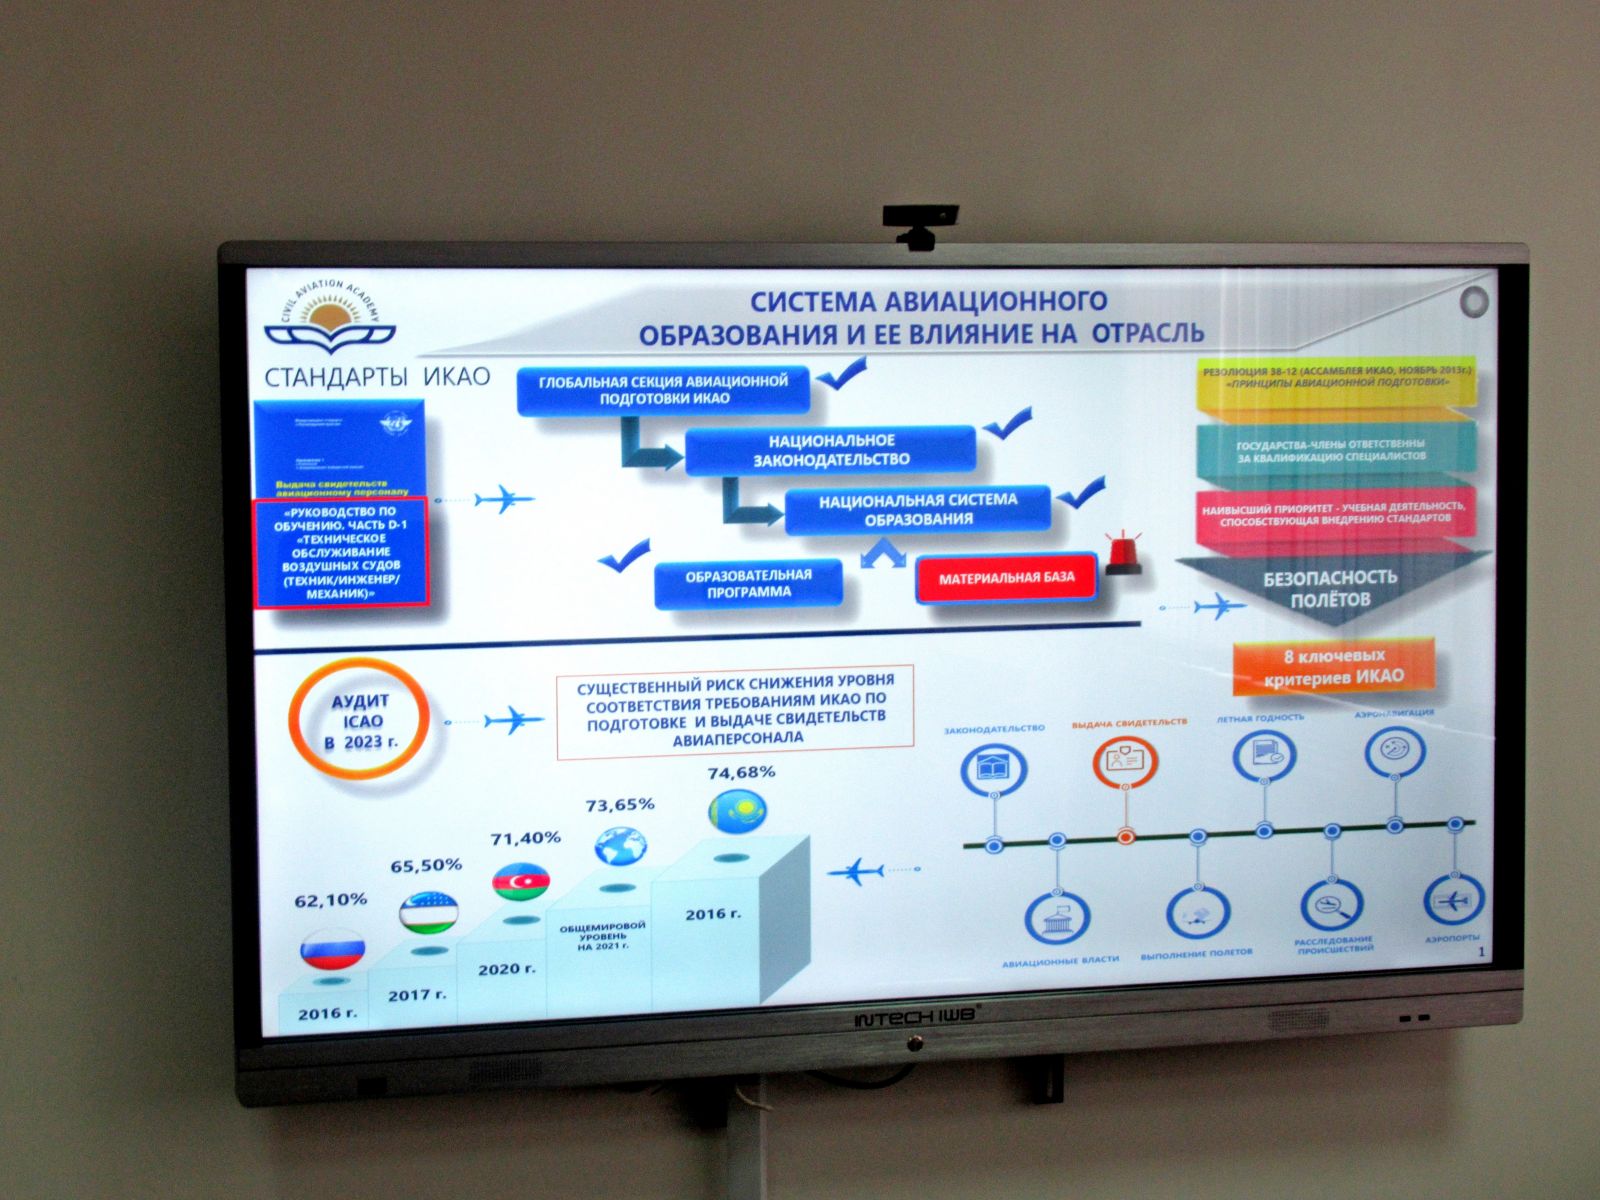 CIVIL AVIATION ACADEMY
СИСТЕМА АВИАЦИОННОГО
ОБРАЗОВАНИЯ И ЕЕ ВЛИЯНИЕ НА ОТРАСЛЬ
СТАНДАРТЫ ИКАО
Выдача свидетельств
авиационному персоналу
«РУКОВОДСТВО ПО
ОБУЧЕНИЮ. ЧАСТЬ D-1
«ТЕХНИЧЕСКОЕ
ОБСЛУЖИВАНИЕ
ВОЗДУШНЫХ СУДОВ
(ТЕХНИК/ИНЖЕНЕР/
МЕХАНИК)»
ГЛОБАЛЬНАЯ СЕКЦИЯ АВИАЦИОННОЙ
ПОДГОТОВКИ ИКАО
НАЦИОНАЛЬНОЕ
ЗАКОНОДАТЕЛЬСТВО
НАЦИОНАЛЬНАЯ СИСТЕМА
ОБРАЗОВАНИЯ
ОБРАЗОВАТЕЛЬНАЯ
ПРОГРАММА
МАТЕРИАЛЬНАЯ БАЗА
РЕЗОЛЮЦИЯ 38-12 (АССАМБЛЕЯ ИКАО, НОЯБРЬ 2013г.)
«ПРИНЦИПЫ АВИАЦИОННОЙ ПОДГОТОВКИ»
ГОСУДАРСТВА-ЧЛЕНЫ ОТВЕТСТВЕННЫ
ЗА КВАЛИФИКАЦИЮ СПЕЦИАЛИСТОВ
НАИВЫСШИЙ ПРИОРИТЕТ - УЧЕБНАЯ ДЕЯТЕЛЬНОСТЬ,
СПОСОБСТВУЮЩАЯ ВНЕДРЕНИЮ СТАНДАРТОВ
БЕЗОПАСНОСТЬ
ПОЛЁТОВ
АУДИТ
ICAO
В 2023 г.
СУЩЕСТВЕННЫЙ РИСК СНИЖЕНИЯ УРОВНЯ
СООТВЕТСТВИЯ ТРЕБОВАНИЯМ ИКАО ПО
ПОДГОТОВКЕ И ВЫДАЧЕ СВИДЕТЕЛЬСТВ
АВИАПЕРСОНАЛА
62,10%
65,50%
71,40%
73,65%
74,68%
2016 г.
2017 г.
2020 г.
ОБЩЕМИРОВОЙ
УРОВЕНЬ
НА 2021 г.
2016 г.
8 ключевых
критериев ИКАО
ЗАКОНОДАТЕЛЬСТВО
ВЫДАЧА СВИДЕТЕЛЬСТВ
ЛЕТНАЯ ГОДНОСТЬ
АЭРОНАВИГАЦИЯ
АВИАЦИОННЫЕ ВЛАСТИ
ВЫПОЛНЕНИЕ ПОЛЕТОВ
РАССЛЕДОВАНИЕ
ПРОИСШЕСТВИЙ
АЭРОПОРТЫ
1
INTECH IWB